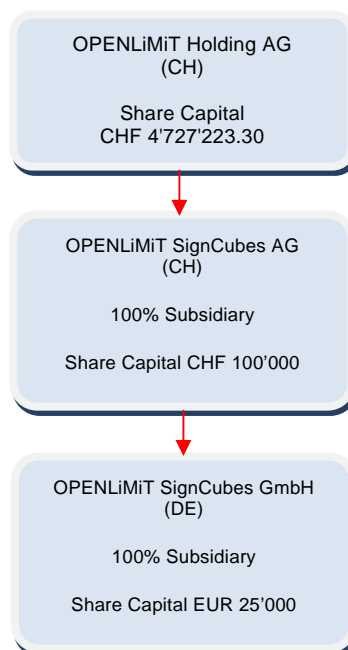 OPENLiMiT Holding AG
(CH)
Share Capital
CHF 4'727'223.30
OPENLiMiT SignCubes AG
(CH)
100% Subsidiary
Share Capital CHF 100’000
OPENLiMiT SignCubes GmbH
(DE)
100% Subsidiary
Share Capital EUR 25’000